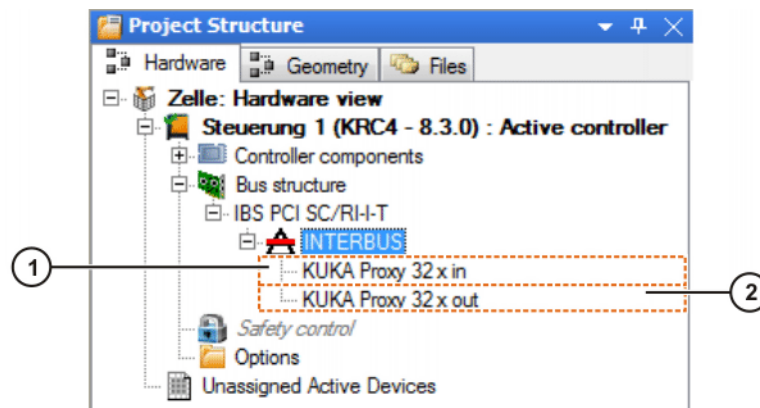 Project Structure
Hardware Geometry Files
Zelle: Hardware view
Steuerung 1 (KRC4 - 8.3.0) : Active controller
Controller components
Bus structure
IBS PCI SC/RI-I-T
INTERBUS
1 KUKA Proxy 32 x in
KUKA Proxy 32 x out 2
Safety control
Options
Unassigned Active Devices